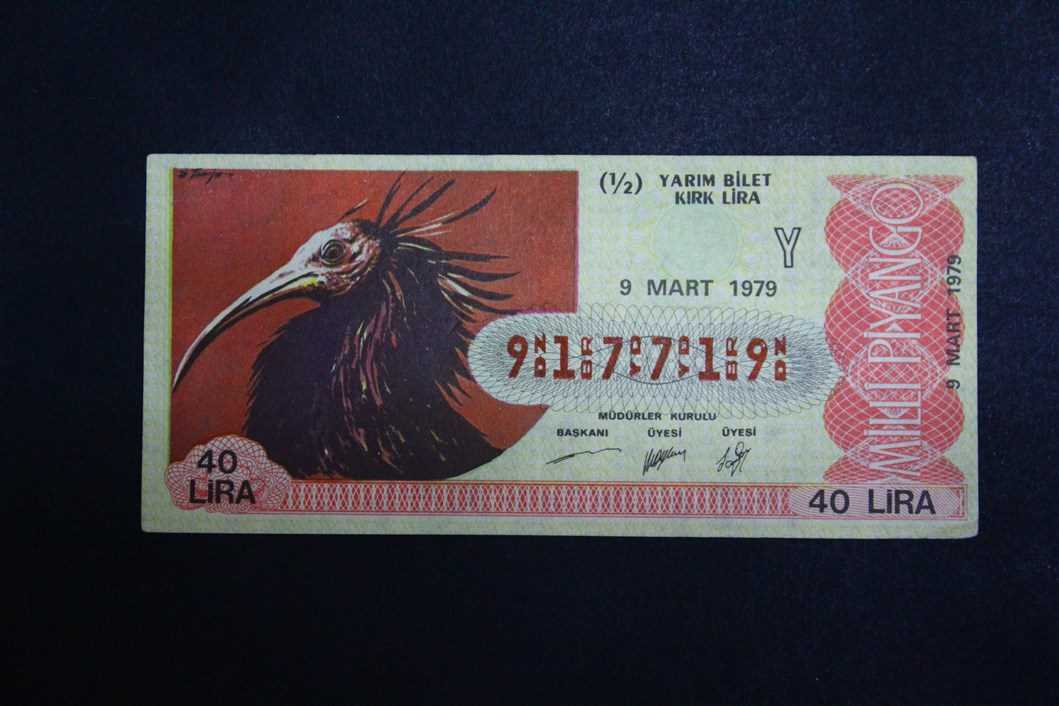 (½) YARIM BİLET
KIRK LİRA
Y
9 MART 1979
917719
MÜDÜRLER KURULU
BAŞKANI ÜYESİ ÜYESİ
40
LİRA
40 LİRA
MİLLİ PİYANGO
9 MART 1979